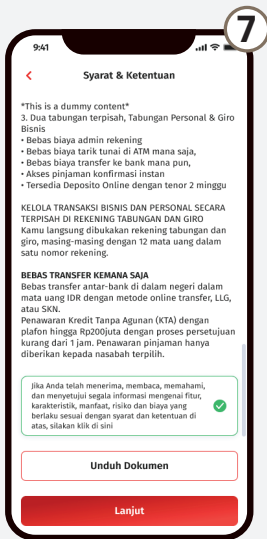 7
9:41
Syarat & Ketentuan
*This is a dummy content*
3. Dua tabungan terpisah, Tabungan Personal & Giro
Bisnis
• Bebas biaya admin rekening
• Bebas biaya tarik tunai di ATM mana saja,
• Bebas biaya transfer ke bank mana pun,
• Akses pinjaman konfirmasi instan
• Tersedia Deposito Online dengan tenor 2 minggu
KELOLA TRANSAKSI BISNIS DAN PERSONAL SECARA
TERPISAH DI REKENING TABUNGAN DAN GIRO
Kamu langsung dibukakan rekening tabungan dan
giro, masing-masing dengan 12 mata uang dalam
satu nomor rekening.
BEBAS TRANSFER KEMANA SAJA
Bebas transfer antar-bank di dalam negeri dalam
mata uang IDR dengan metode online transfer, LLG,
atau SKN.
Penawaran Kredit Tanpa Agunan (KTA) dengan
plafon hingga Rp200juta dengan proses persetujuan
kurang dari 1 jam. Penawaran pinjaman hanya
diberikan kepada nasabah terpilih.
Jika Anda telah menerima, membaca, memahami,
dan menyetujui segala informasi mengenai fitur,
karakteristik, manfaat, risiko dan biaya yang
berlaku sesuai dengan syarat dan ketentuan di
atas, silakan klik di sini
Unduh Dokumen
Lanjut